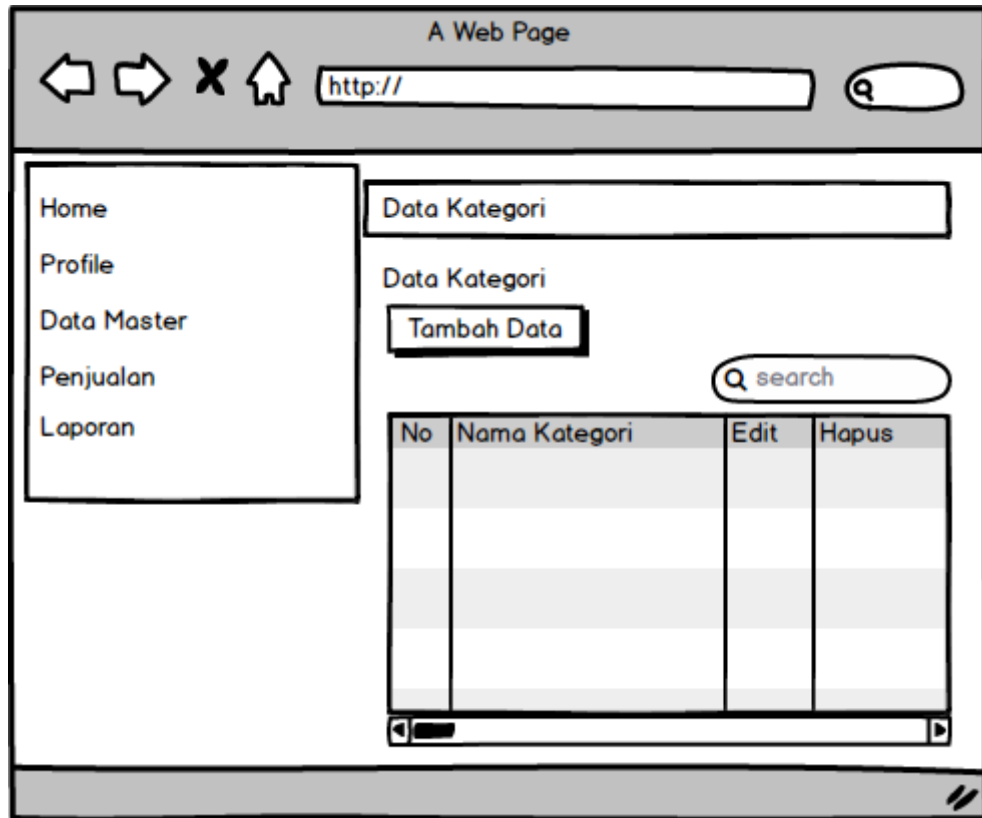 A Web Page
http://
Home
Profile
Data Master
Penjualan
Laporan
Data Kategori
Data Kategori
Tambah Data
search
No Nama Kategori Edit Hapus